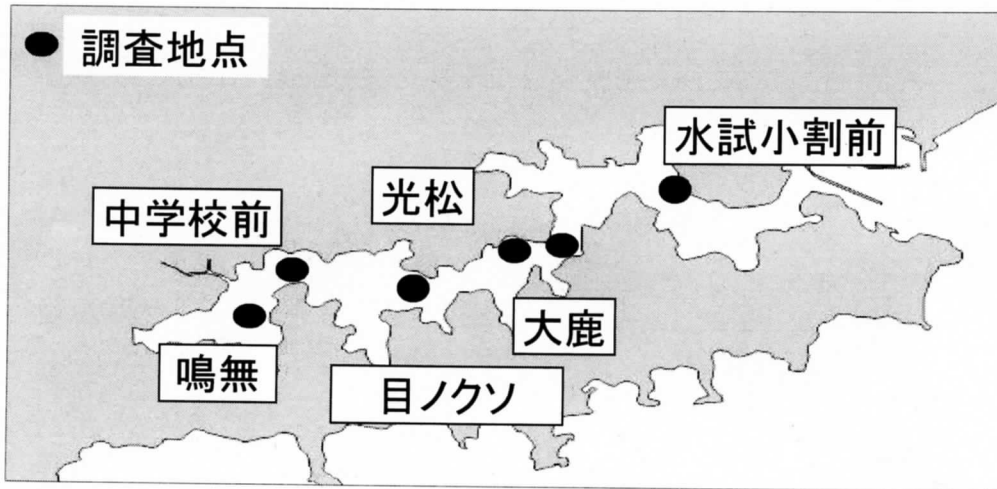 調査地点
水試小割前
光松
中学校前
大鹿
鳴無
目ノクソ